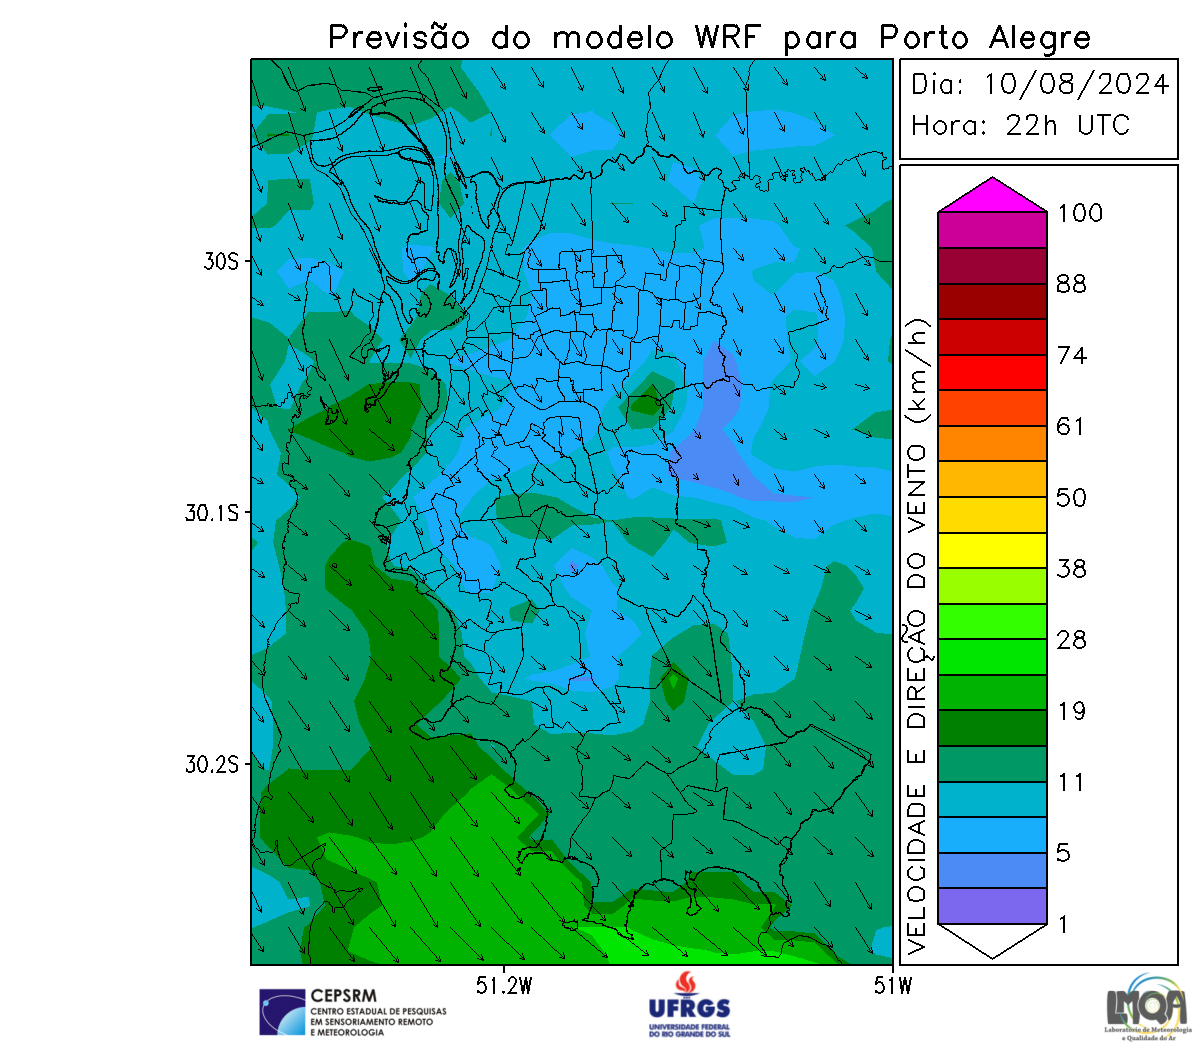 Previsão do modelo WRF para Porto Alegre
Dia: 10/08/2024
Hora: 22h UTC
30S
30.1S
30.2S
51.2W
51W
VELOCIDADE E DIREÇÃO DO VENTO (km/h)
100
88
74
61
50
38
28
19
11
5
1
CEPSRM
CENTRO ESTADUAL DE PESQUISAS
EM SENSORIAMENTO REMOTO
E METEOROLOGIA
UFRGS
UNIVERSIDADE FEDERAL
DO RIO GRANDE DO SUL
LMQA
Laboratório de Meteorologia
e Qualidade do Ar